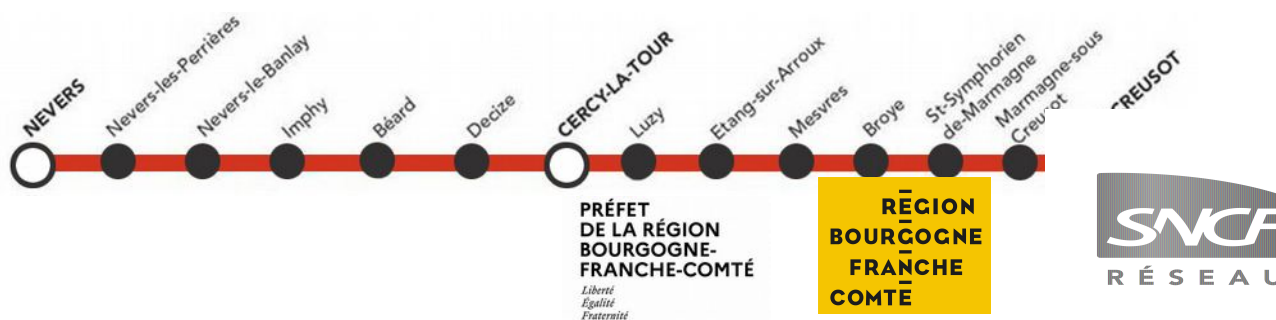 NEVERS
Nevers-les-Perrières
Nevers-le-Banlay
Imphy
Béard
Decize
CERCY-LA-TOUR
Luzy
Etang-sur-Arroux
Mesvres
Broye
St-Symphorien
de-Marmagne
Marmagne-sous
Creusot
CREUSOT
PRÉFET
DE LA RÉGION
BOURGOGNE-
FRANCHE-COMTÉ
Liberté
Égalité
Fraternité
RÉGION
BOURGOGNE
FRANCHE
COMTÉ
SNCF
RÉSEAU